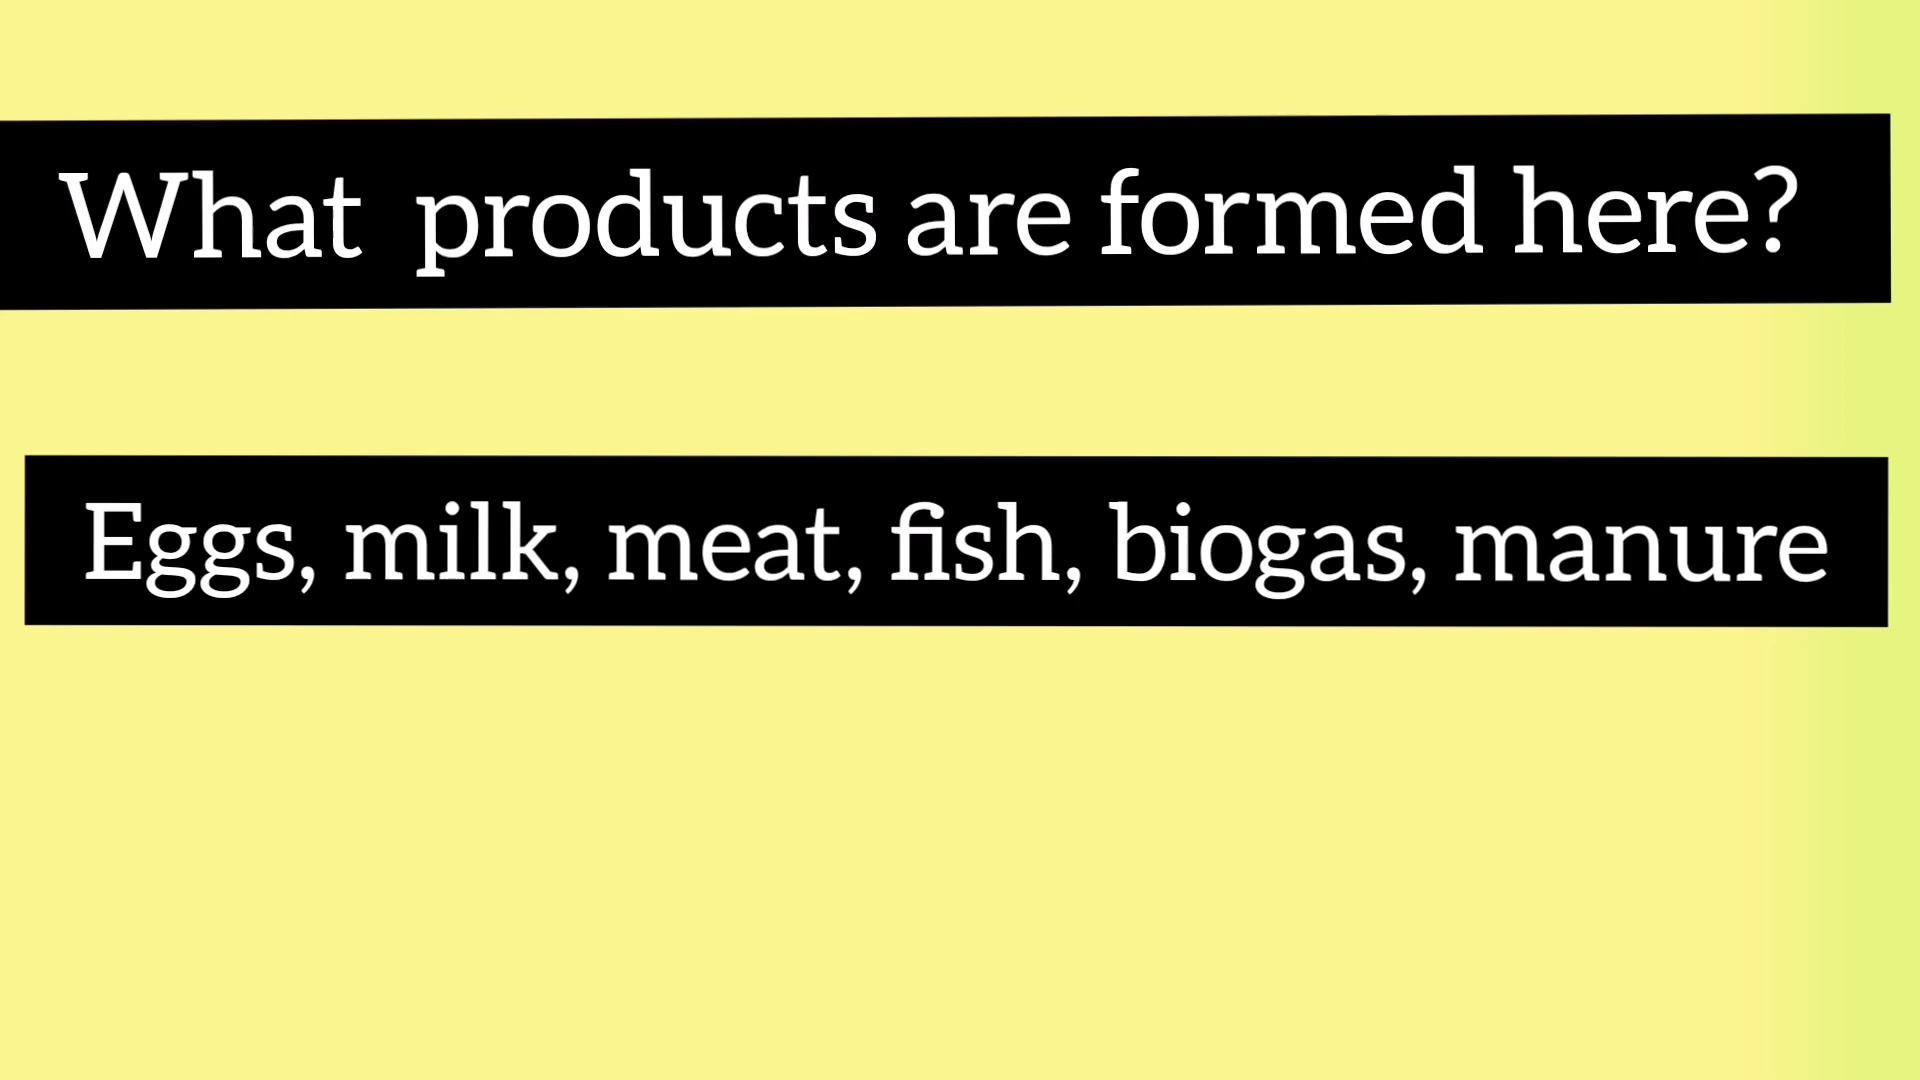 What  products are formed here?
Eggs, milk, meat, fish, biogas, manure